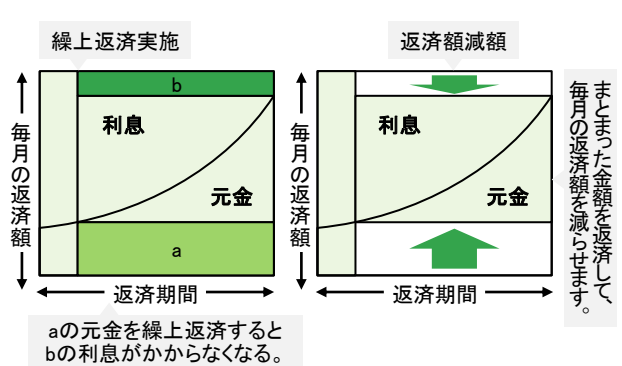 繰上返済実施
毎月の返済額
b
利息
元金
a
返済期間
aの元金を繰上返済すると
bの利息がかからなくなる。
返済額減額
毎月の返済額
利息
元金
返済期間
まとまった金額を返済して、
毎月の返済額を減らせます。